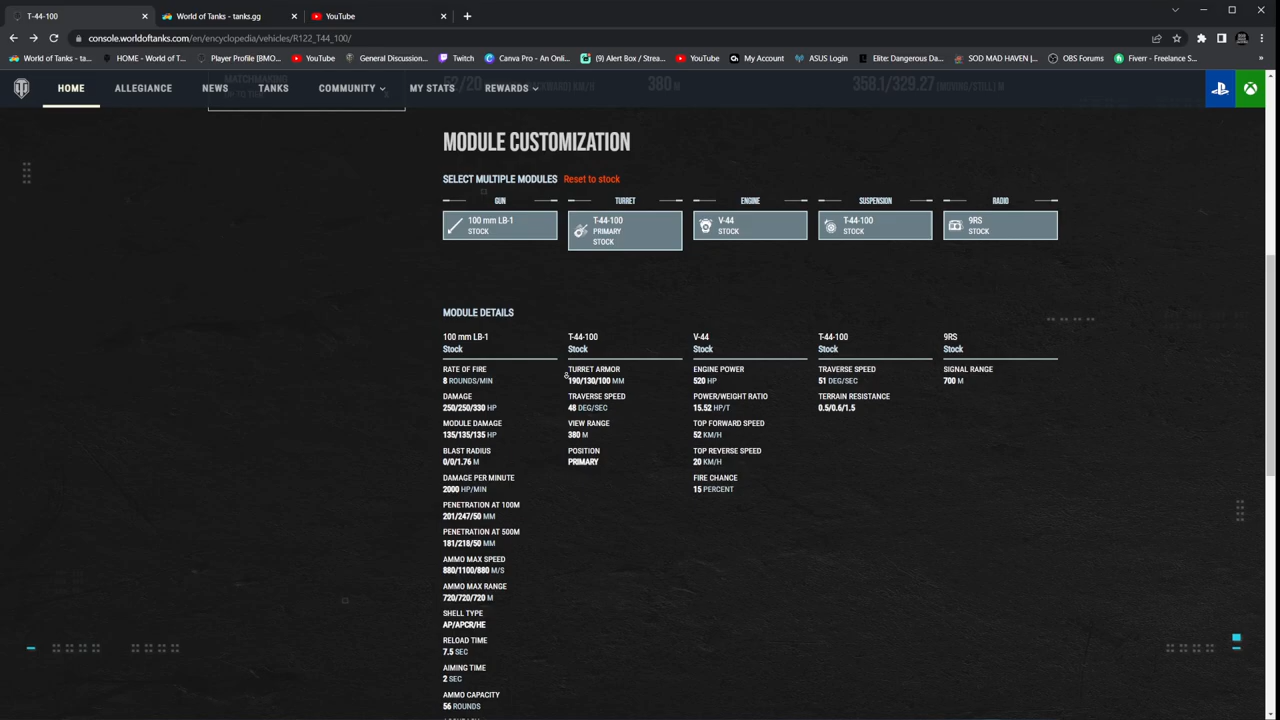 T-44-100
World of Tanks - tanks.gg
YouTube
console.worldoftanks.com/en/encyclopedia/vehicles/R122_T44_100/
World of Tanks - ta...
HOME - World of T...
Player Profile [BMO...
YouTube
General Discussion...
Twitch
Canva Pro - An Onli...
(9) Alert Box / Strea...
YouTube
My Account
ASUS Login
Elite: Dangerous Da...
SOD MAD HAVEN |...
OBS Forums
Fiverr - Freelance S...
»
MATCHMAKING
HOME
ALLEGIANCE
NEWS
TANKS
COMMUNITY
MY STATS
REWARDS
52/20
KM/S
380 M
358.1/329.27 (MOVING/STILL) M
MODULE CUSTOMIZATION
SELECT MULTIPLE MODULES Reset to stock
GUN
TURRET
ENGINE
SUSPENSION
RADIO
100 mm LB-1
STOCK
T-44-100
PRIMARY
STOCK
V-44
STOCK
T-44-100
STOCK
9RS
STOCK
MODULE DETAILS
100 mm LB-1
Stock
RATE OF FIRE
8 ROUNDS/MIN
DAMAGE
250/250/330 HP
MODULE DAMAGE
135/135/135 HP
BLAST RADIUS
0/0/1.76 M
DAMAGE PER MINUTE
2000 HP/MIN
PENETRATION AT 100M
201/247/50 MM
PENETRATION AT 500M
181/218/50 MM
AMMO MAX SPEED
880/1100/880 M/S
AMMO MAX RANGE
720/720/720 M
SHELL TYPE
AP/APCR/HE
RELOAD TIME
7.5 SEC
AIMING TIME
2 SEC
AMMO CAPACITY
56 ROUNDS
T-44-100
Stock
TURRET ARMOR
190/130/100 MM
TRAVERSE SPEED
48 DEG/SEC
VIEW RANGE
380 M
POSITION
PRIMARY
V-44
Stock
ENGINE POWER
520 HP
POWER/WEIGHT RATIO
15.52 HP/T
TOP FORWARD SPEED
52 KM/H
TOP REVERSE SPEED
20 KM/H
FIRE CHANCE
15 PERCENT
T-44-100
Stock
TRAVERSE SPEED
51 DEG/SEC
TERRAIN RESISTANCE
0.5/0.6/1.5
9RS
Stock
SIGNAL RANGE
700 M